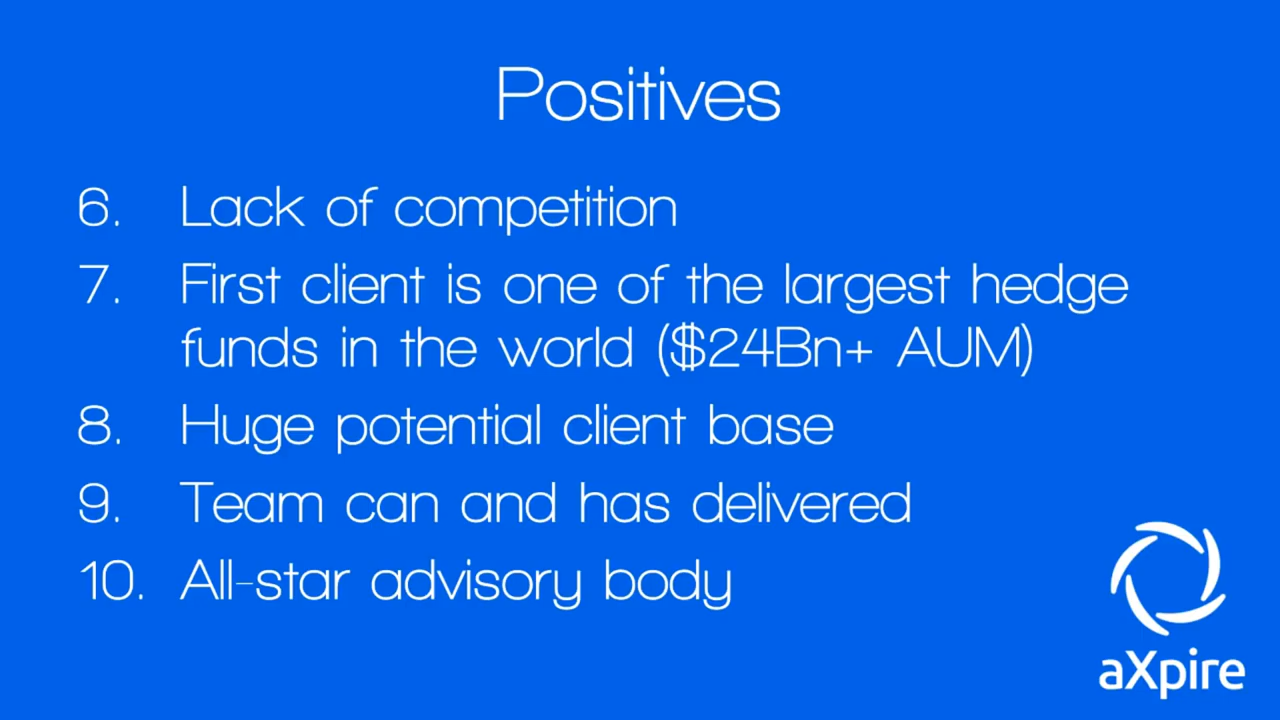 Positives
6. Lack of competition
7. First client is one of the largest hedge
funds in the world ($24Bn+ AUM)
8. Huge potential client base
9. Team can and has delivered
10. All-star advisory body
aXpire